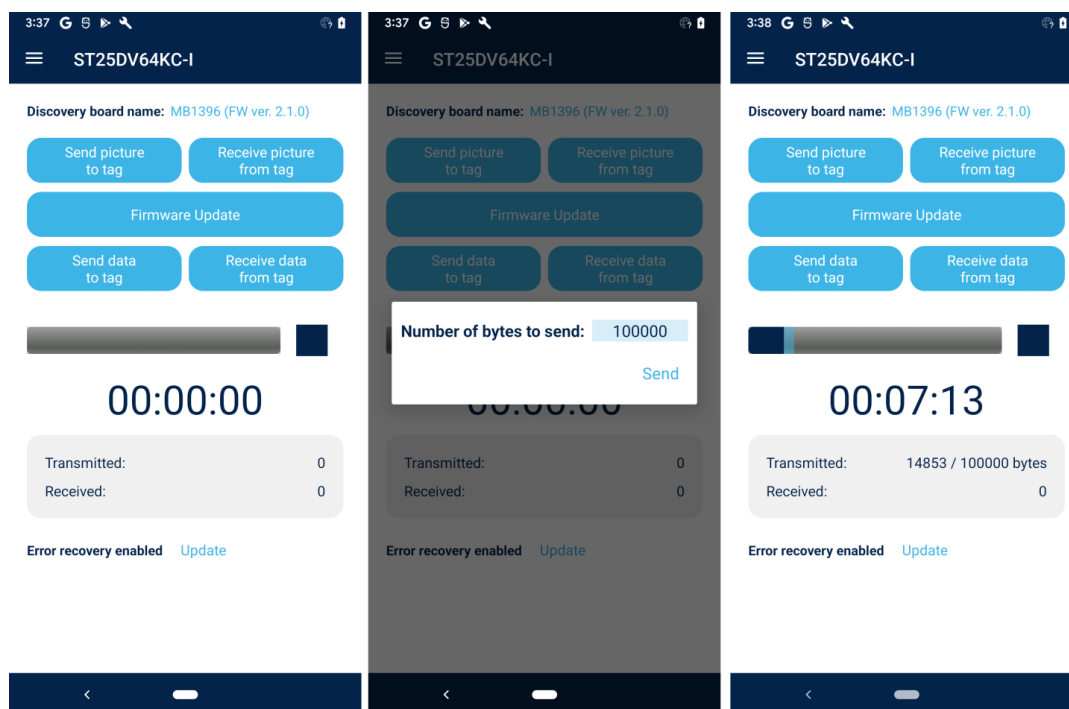 3:37
ST25DV64KC-I
Discovery board name: MB1396 (FW ver. 2.1.0)
Send picture
to tag
Receive picture
from tag
Firmware Update
Send data
to tag
Receive data
from tag
00:00:00
Transmitted: 0
Received: 0
Error recovery enabled Update
3:37
ST25DV64KC-I
Discovery board name: MB1396 (FW ver. 2.1.0)
Send picture
to tag
Receive picture
from tag
Firmware Update
Send data
to tag
Receive data
from tag
Number of bytes to send: 100000
Send
00:00:00
Transmitted: 0
Received: 0
Error recovery enabled Update
3:38
ST25DV64KC-I
Discovery board name: MB1396 (FW ver. 2.1.0)
Send picture
to tag
Receive picture
from tag
Firmware Update
Send data
to tag
Receive data
from tag
00:07:13
Transmitted: 14853 / 100000 bytes
Received: 0
Error recovery enabled Update